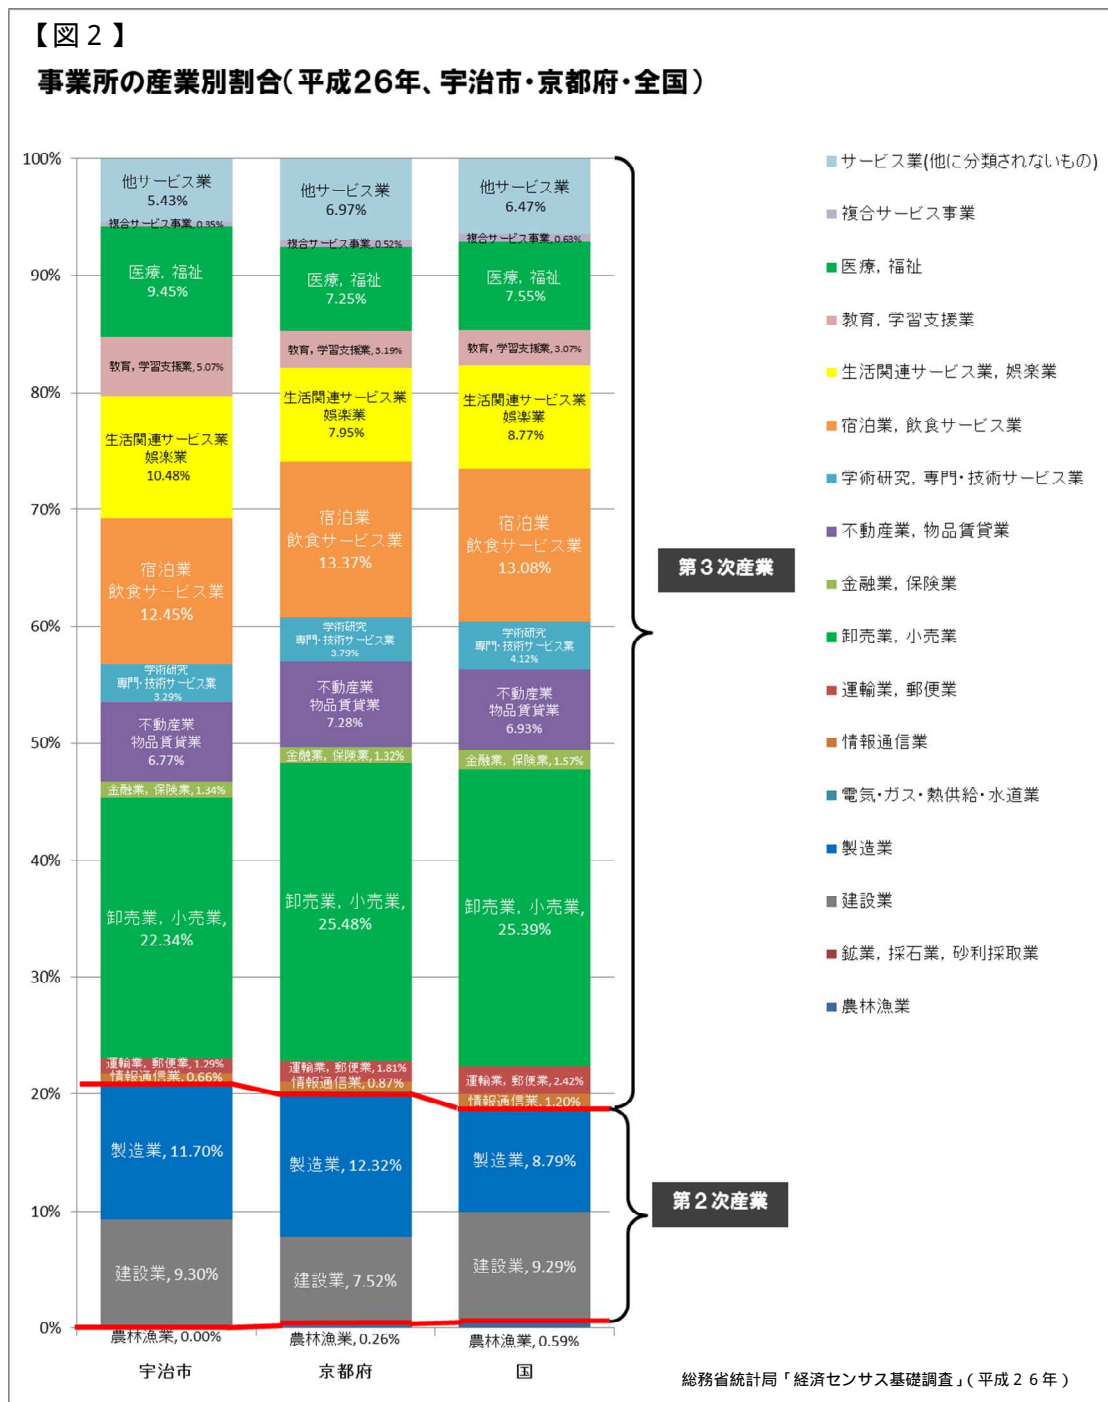 【図２】
事業所の産業別割合（平成26年、宇治市・京都府・全国）
100%
90%
80%
70%
60%
50%
40%
30%
20%
10%
0%
他サービス業
5.43%
複合サービス事業, 0.35%
医療, 福祉
9.45%
教育, 学習支援業, 5.07%
生活関連サービス業
娯楽業
10.48%
宿泊業
飲食サービス業
12.45%
学術研究
専門・技術サービス業
3.29%
不動産業
物品賃貸業
6.77%
金融業, 保険業, 1.34%
卸売業, 小売業,
22.34%
運輸業, 郵便業, 1.29%
情報通信業, 0.66%
製造業, 11.70%
建設業, 9.30%
農林漁業, 0.00%
宇治市
他サービス業
6.97%
複合サービス事業, 0.52%
医療, 福祉
7.25%
教育, 学習支援業, 3.19%
生活関連サービス業
娯楽業
7.95%
宿泊業
飲食サービス業
13.37%
学術研究
専門・技術サービス業
3.79%
不動産業
物品賃貸業
7.28%
金融業, 保険業, 1.32%
卸売業, 小売業,
25.48%
運輸業, 郵便業, 1.81%
情報通信業, 0.87%
製造業, 12.32%
建設業, 7.52%
農林漁業, 0.26%
京都府
他サービス業
6.47%
複合サービス事業, 0.63%
医療, 福祉
7.55%
教育, 学習支援業, 3.07%
生活関連サービス業
娯楽業
8.77%
宿泊業
飲食サービス業
13.08%
学術研究
専門・技術サービス業
4.12%
不動産業
物品賃貸業
6.93%
金融業, 保険業, 1.57%
卸売業, 小売業,
25.39%
運輸業, 郵便業, 2.42%
情報通信業, 1.20%
製造業, 8.79%
建設業, 9.29%
農林漁業, 0.59%
国
第３次産業
第２次産業
サービス業(他に分類されないもの)
複合サービス事業
医療, 福祉
教育, 学習支援業
生活関連サービス業, 娯楽業
宿泊業, 飲食サービス業
学術研究, 専門・技術サービス業
不動産業, 物品賃貸業
金融業, 保険業
卸売業, 小売業
運輸業, 郵便業
情報通信業
電気・ガス・熱供給・水道業
製造業
建設業
鉱業, 採石業, 砂利採取業
農林漁業
総務省統計局「経済センサス基礎調査」（平成２６年）